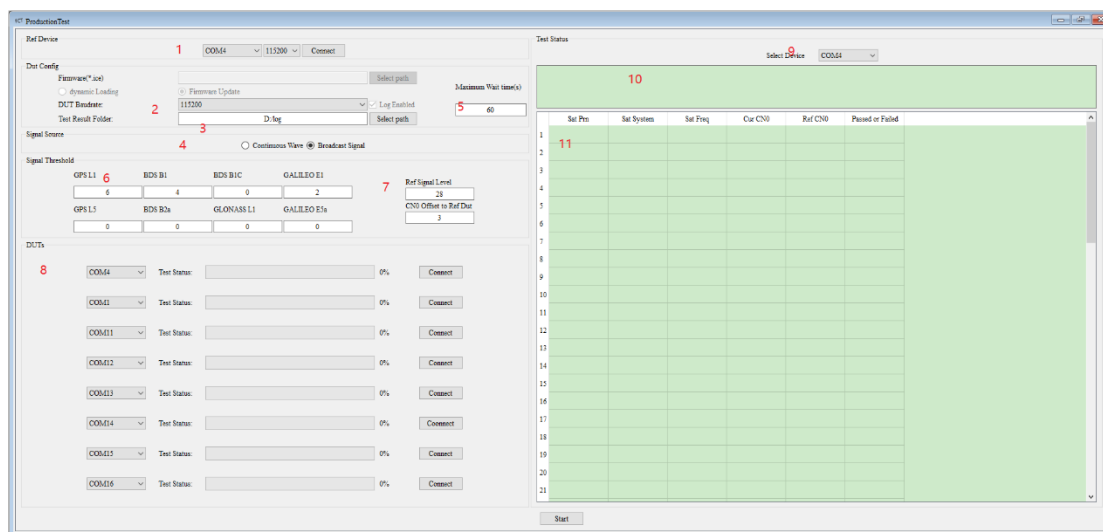 ProductionTest
Ref Device
1 COM4 115200 Connect
Dut Config
Firmware(*.ice) Select path
dynamic Loading Firmware Update
2 DUT Baudrate: 115200 Log Enabled
Test Result Folder: D:/log Select path
3
Maximum Wait time(s)
5 60
Signal Source
4 Continuous Wave Broadcast Signal
Signal Threshold
GPS L1 6 BDS B1 BDS B1C GALILEO E1
6 4 0 2
GPS L5 BDS B2a GLONASS L1 GALILEO E5a
0 0 0 0
7 Ref Signal Level
28
CN0 Offset to Ref Dut
3
DUTs
8 COM4 Test Status: 0% Connect
COM1 Test Status: 0% Connect
COM11 Test Status: 0% Connect
COM12 Test Status: 0% Connect
COM13 Test Status: 0% Connect
COM14 Test Status: 0% Coonnect
COM15 Test Status: 0% Connect
COM16 Test Status: 0% Connect
Test Status
9
Select Device COM4
10
Sat Prn Sat System Sat Freq Cur CN0 Ref CN0 Passed or Failed
1 11
2
3
4
5
6
7
8
9
10
11
12
13
14
15
16
17
18
19
20
21
Start